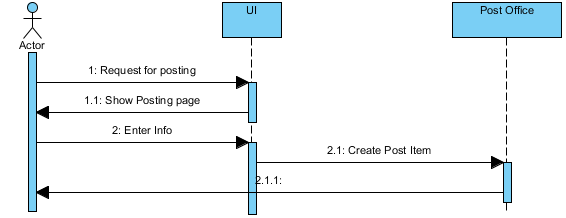 UI
Post Office
Actor
1: Request for posting
1.1: Show Posting page
2: Enter Info
2.1: Create Post Item
2.1.1: